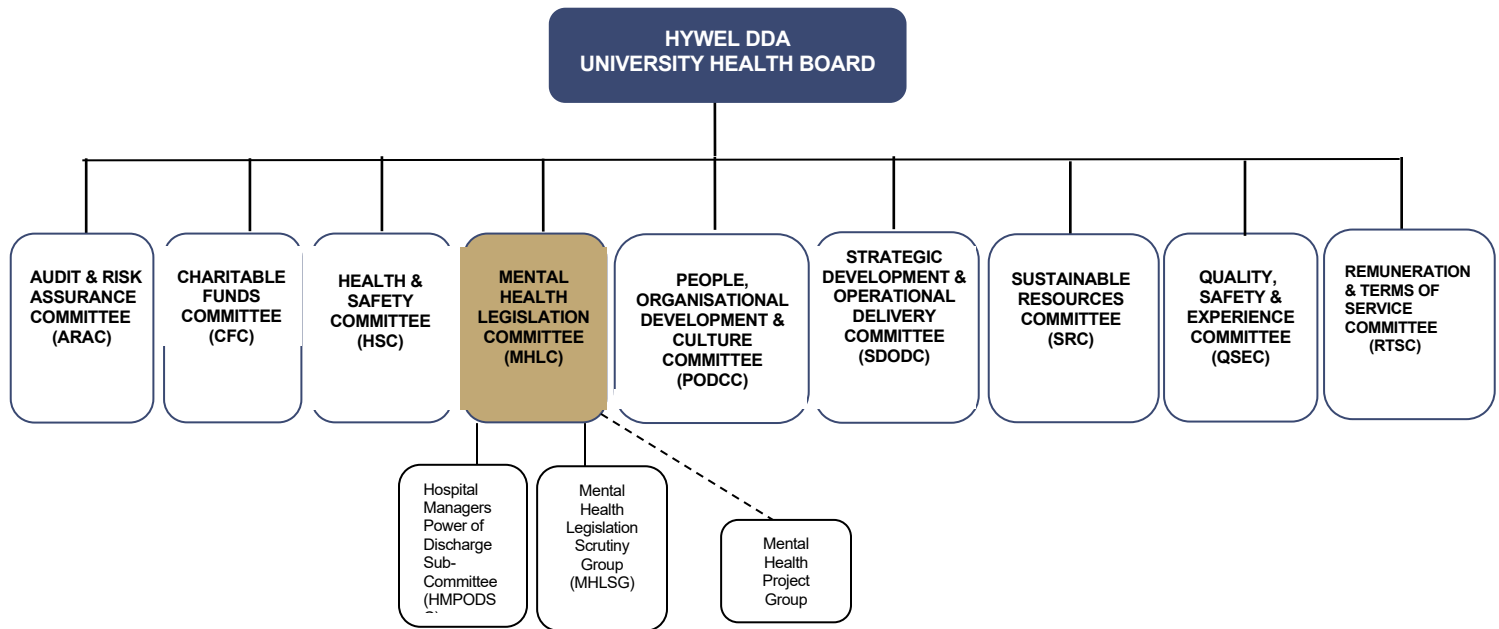 HYWEL DDA
UNIVERSITY HEALTH BOARD
AUDIT & RISK
ASSURANCE
COMMITTEE
(ARAC)
CHARITABLE
FUNDS
COMMITTEE
(CFC)
HEALTH &
SAFETY
COMMITTEE
(HSC)
MENTAL
HEALTH
LEGISLATION
COMMITTEE
(MHLC)
PEOPLE,
ORGANISATIONAL
DEVELOPMENT &
CULTURE
COMMITTEE
(PODCC)
STRATEGIC
DEVELOPMENT &
OPERATIONAL
DELIVERY
COMMITTEE
(SDODC)
SUSTAINABLE
RESOURCES
COMMITTEE
(SRC)
QUALITY,
SAFETY &
EXPERIENCE
COMMITTEE
(QSEC)
REMUNERATION
& TERMS OF
SERVICE
COMMITTEE
(RTSC)
Hospital
Managers
Power of
Discharge
Sub-
Committee
(HMPODS
Mental
Health
Legislation
Scrutiny
Group
(MHLSG)
Mental
Health
Project
Group